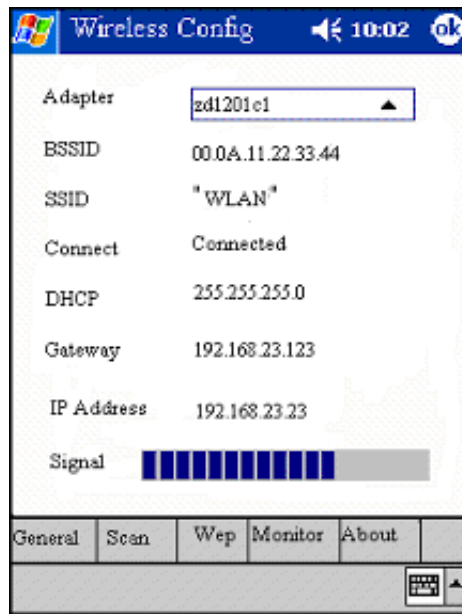 Wireless Config 10:02 ok
Adapter zd1201c1
BSSID 00.0A.11.22.33.44
SSID "WLAN"
Connect Connected
DHCP 255.255.255.0
Gateway 192.168.23.123
IP Address 192.168.23.23
Signal
General Scan Wep Monitor About